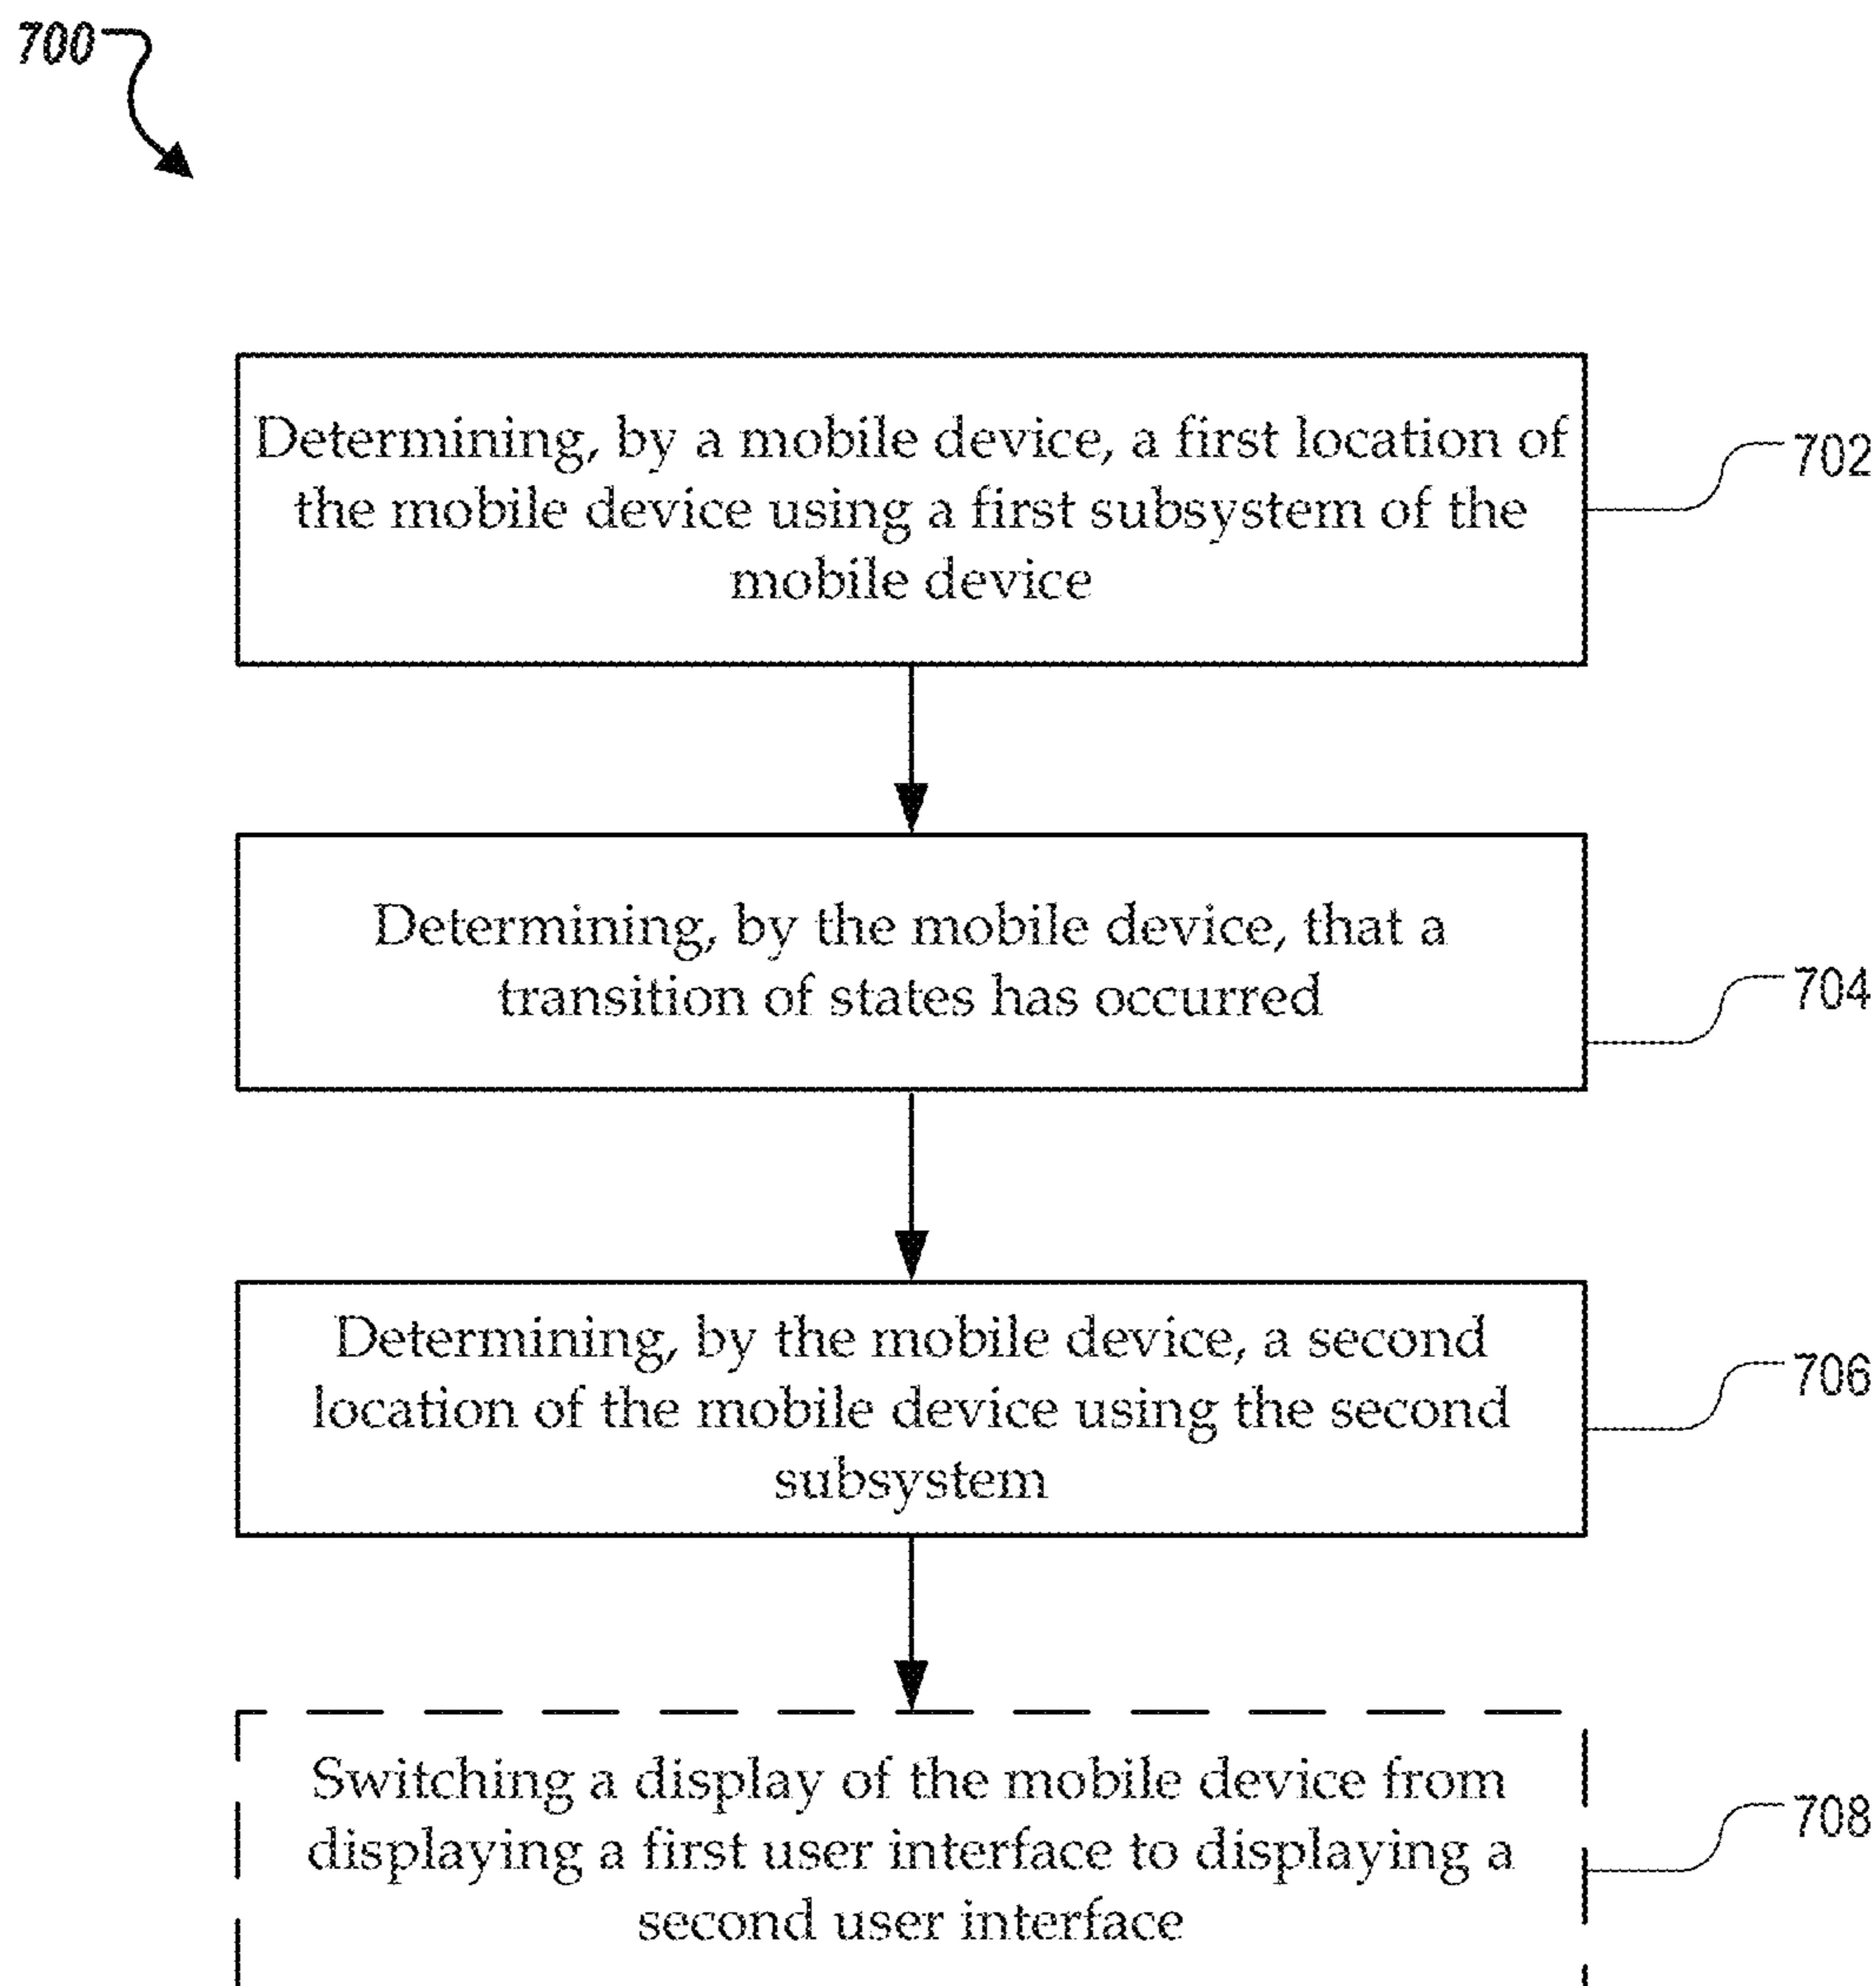 700
Determining, by a mobile device, a first location of
the mobile device using a first subsystem of the
mobile device
702
Determining, by the mobile device, that a
transition of states has occurred
704
Determining, by the mobile device, a second
location of the mobile device using the second
subsystem
706
Switching a display of the mobile device from
displaying a first user interface to displaying a
second user interface
708